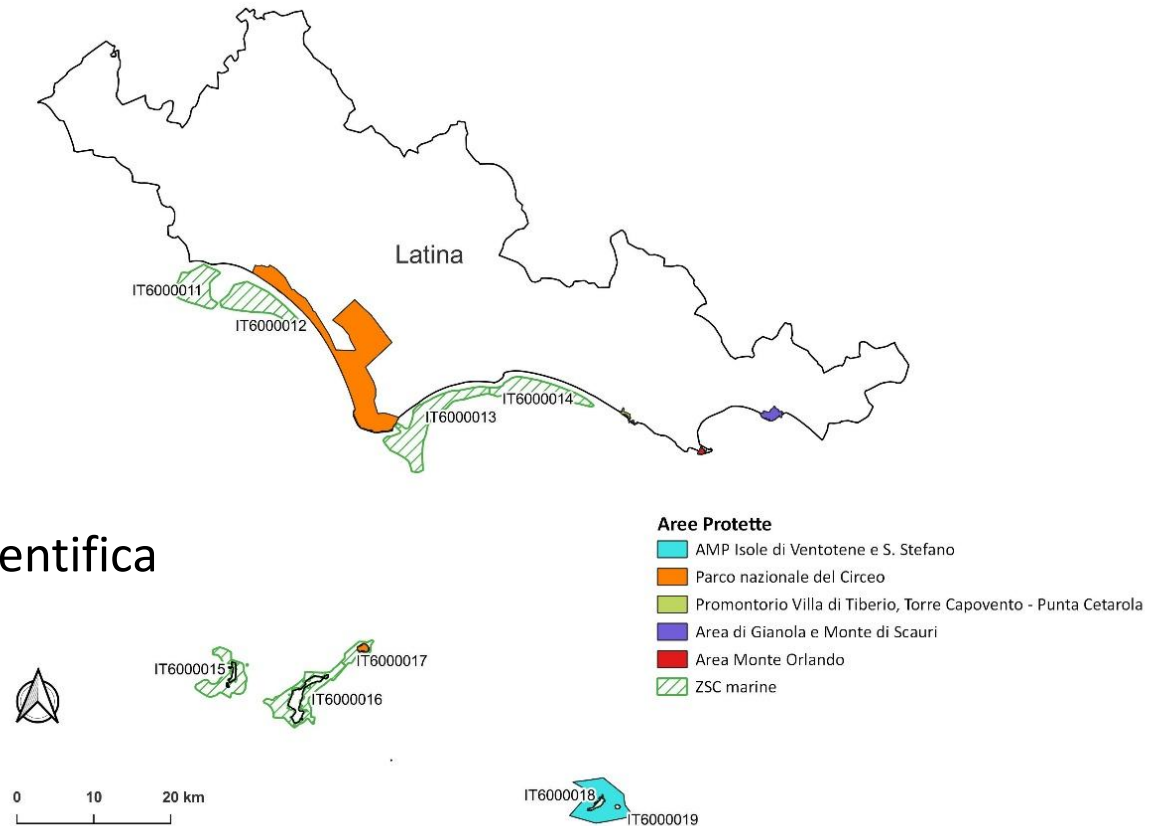 Latina
IT6000011
IT6000012
IT6000013
IT6000014
entifica
Aree Protette
AMP Isole di Ventotene e S. Stefano
Parco nazionale del Circeo
Promontorio Villa di Tiberio, Torre Capovento - Punta Cetarola
Area di Gianola e Monte di Scauri
Area Monte Orlando
ZSC marine
IT6000015
IT6000017
IT6000016
0 10 20 km
IT6000018
IT6000019